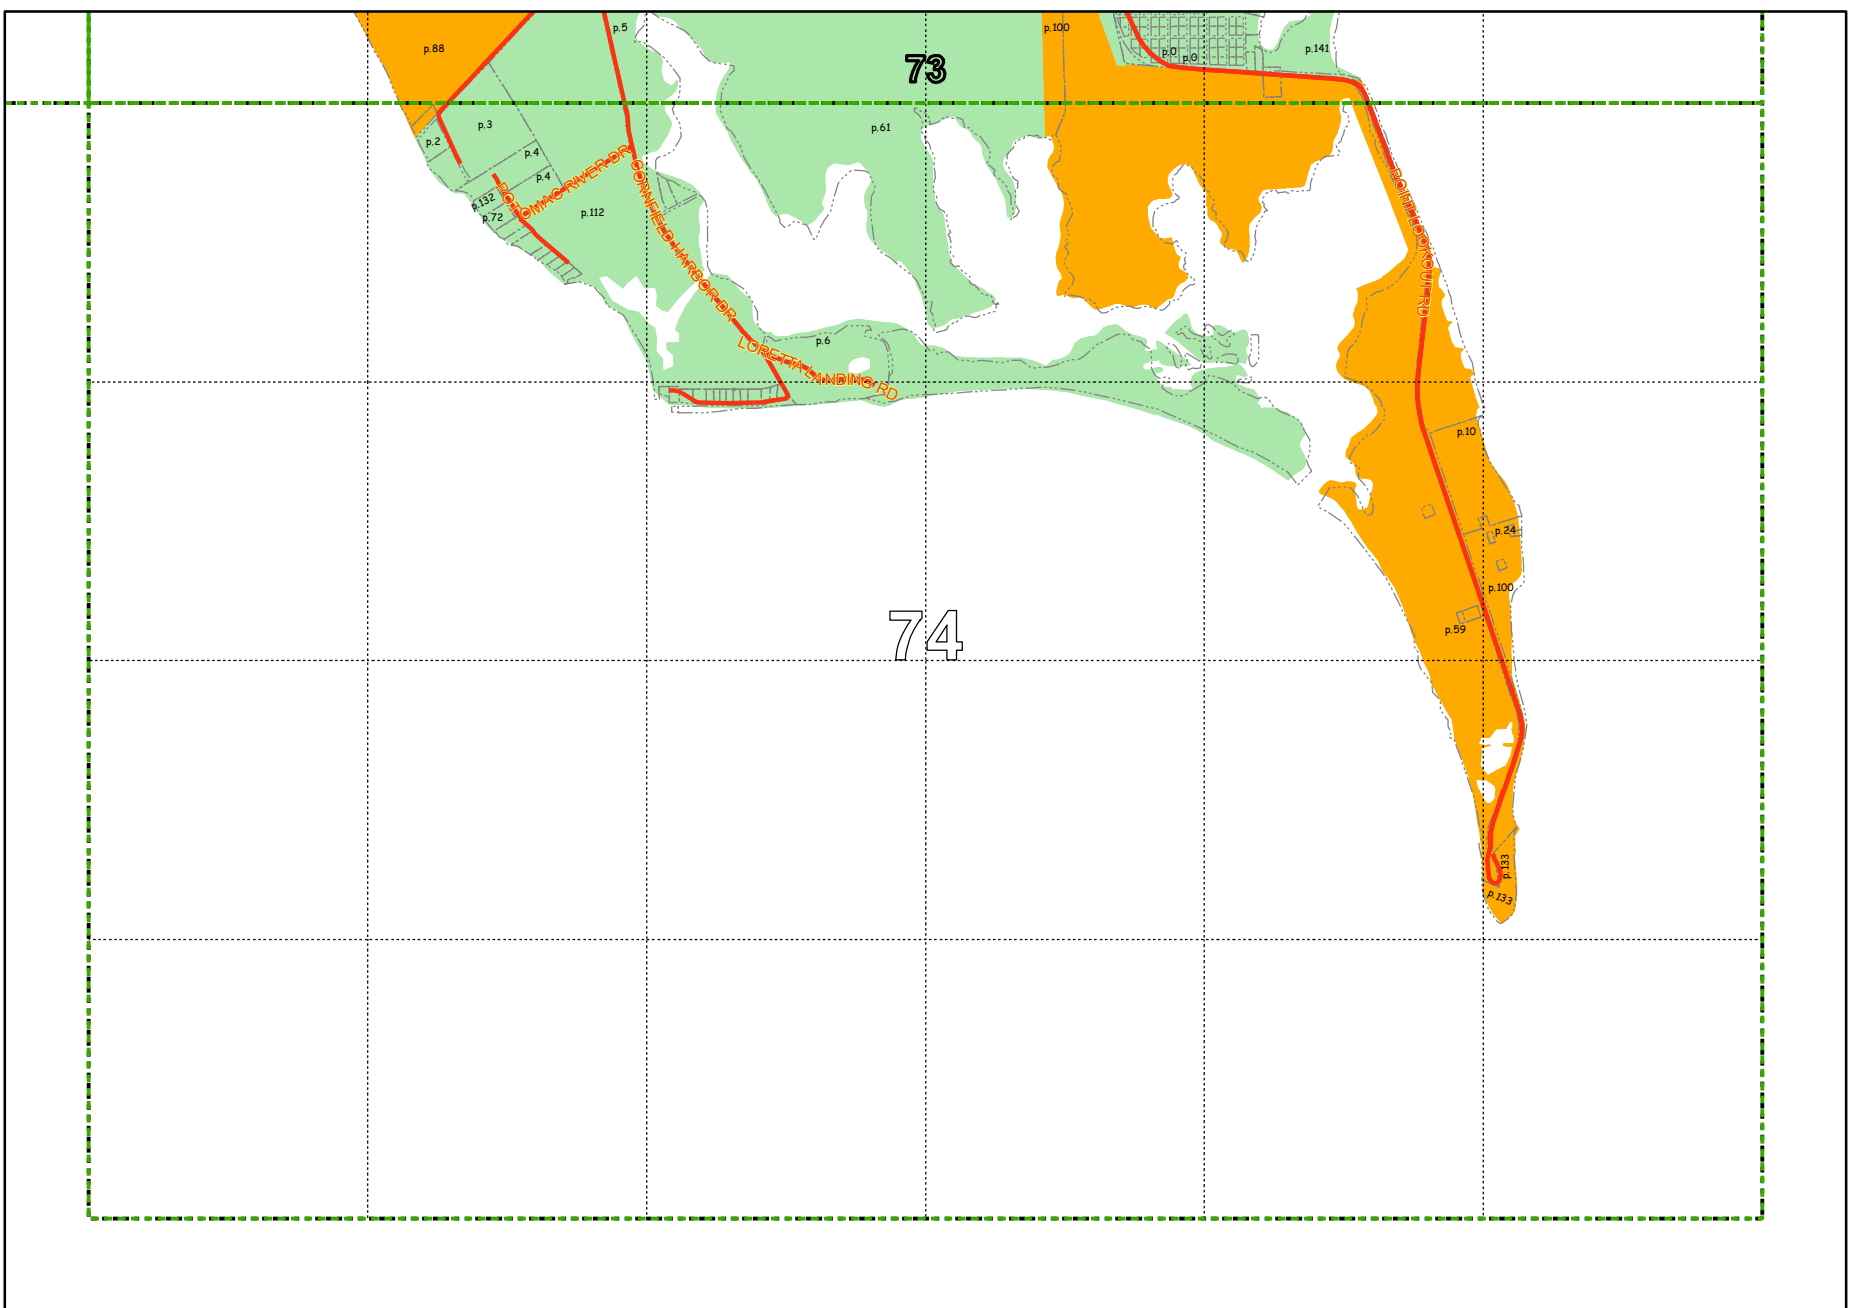 p.5
p.100
p.88
p.141
p.0
p.0
73
p.3
p.61
p.2
p.4
p.4
p.132
p.72
p.112
POTOMAC RIVER DR
CORNFIELD HARBOR DR
POINT LOOKOUT RD
p.6
LORETTA LANDING RD
p.10
p.24
p.100
74
p.59
p.133
p.133